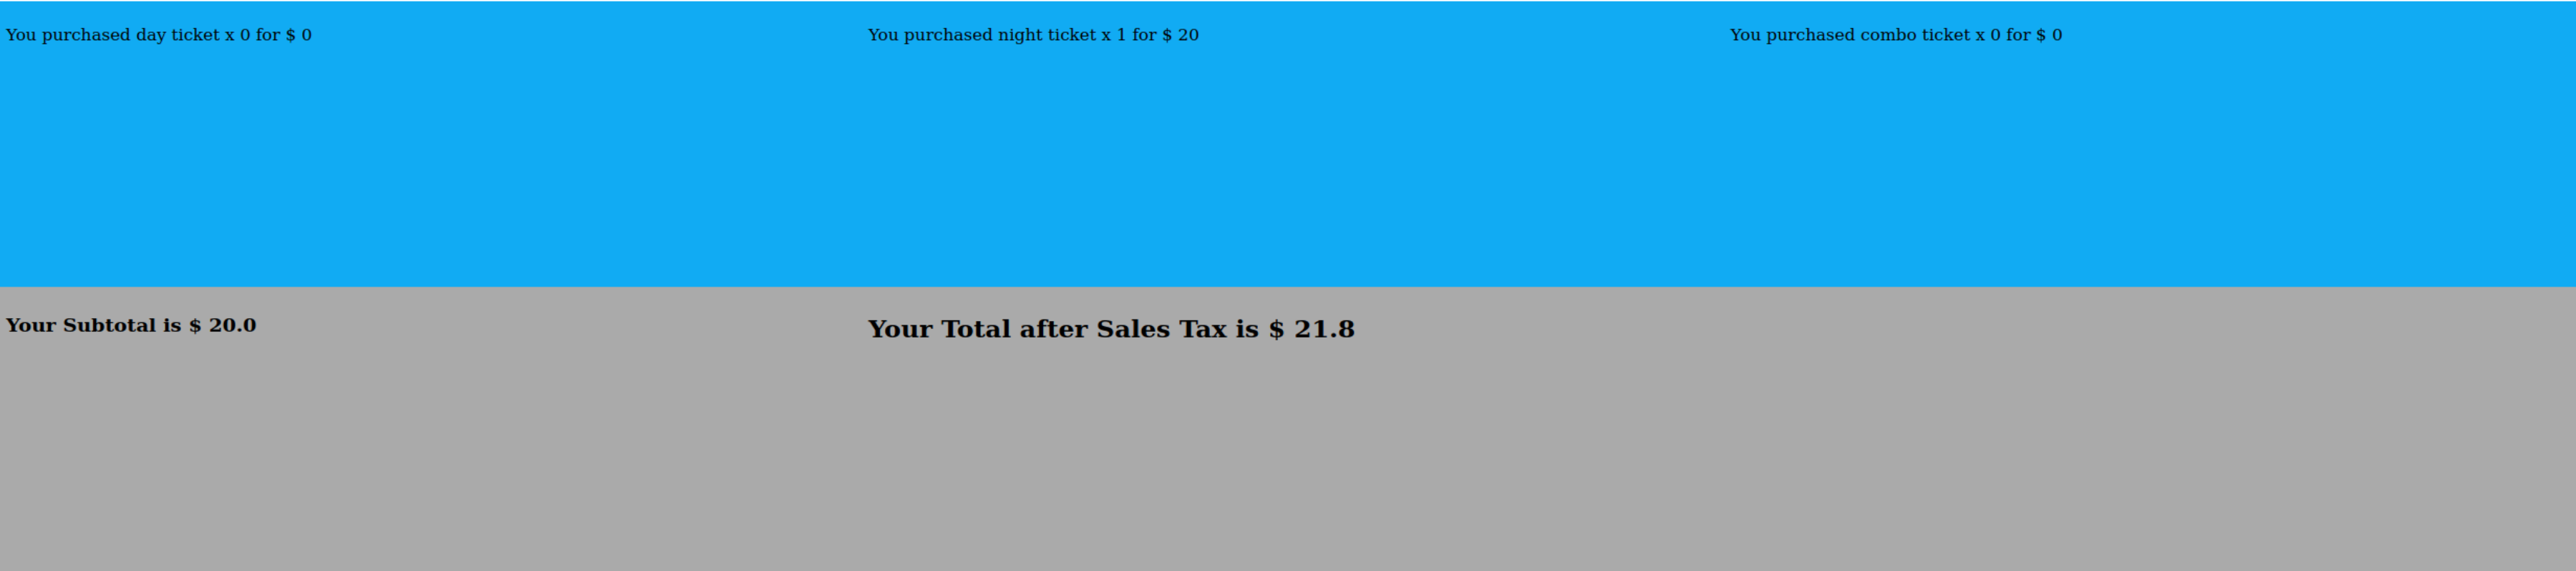 You purchased day ticket x 0 for $ 0
You purchased night ticket x 1 for $ 20
You purchased combo ticket x 0 for $ 0
Your Subtotal is $ 20.0
Your Total after Sales Tax is $ 21.8